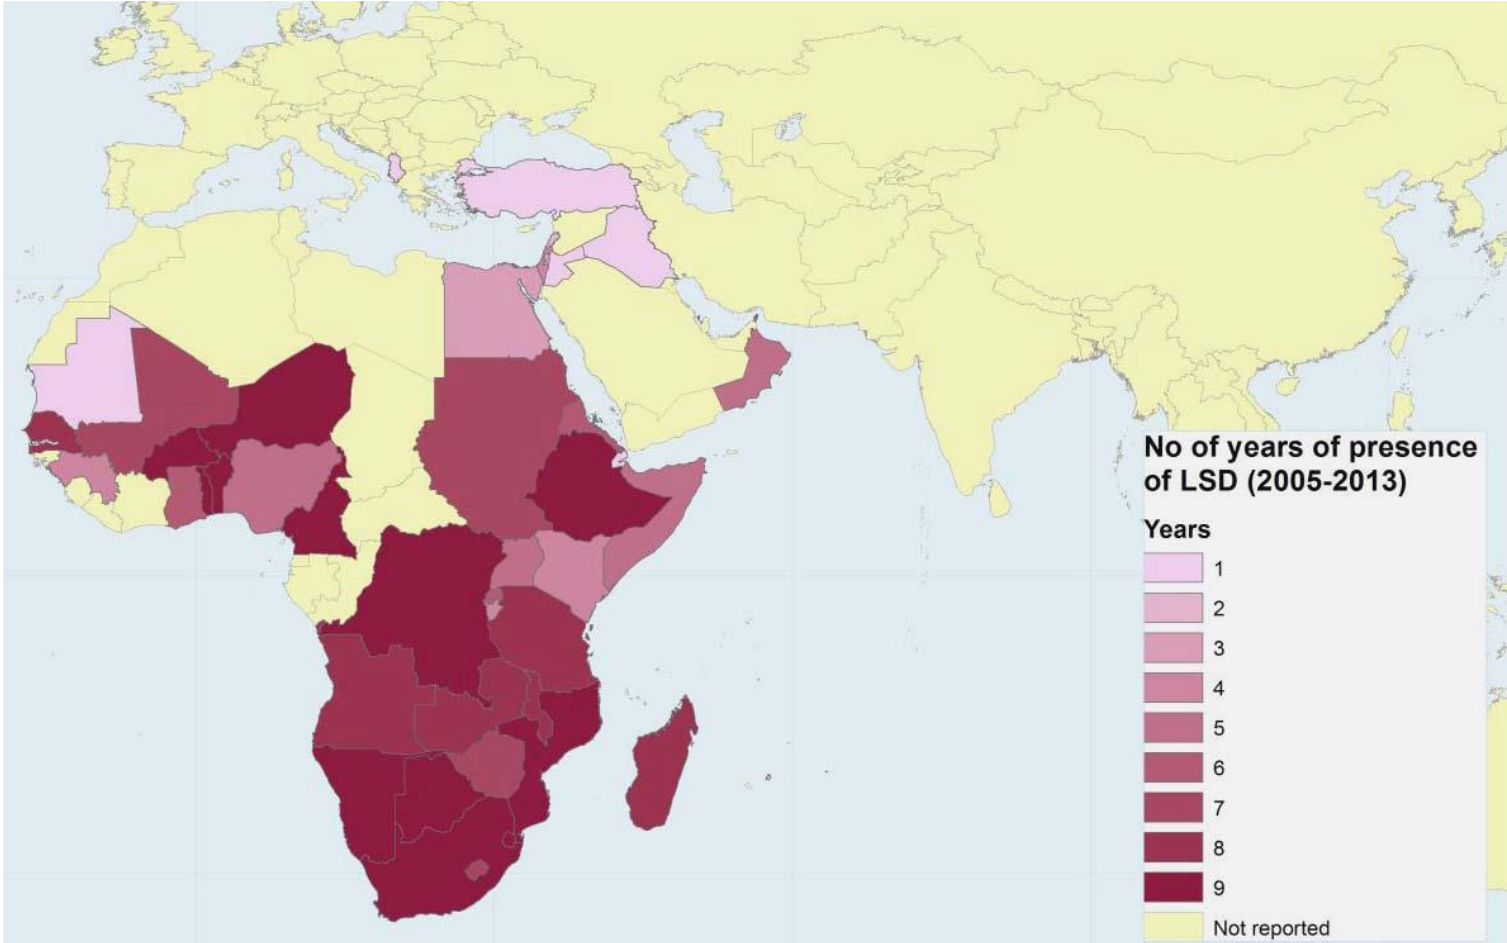 No of years of presence
of LSD (2005-2013)
Years
1
2
3
4
5
6
7
8
9
Not reported